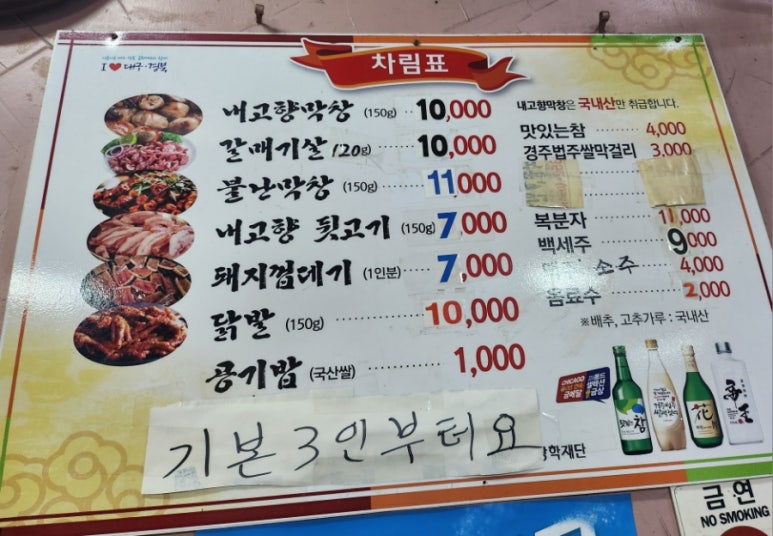 I ♥ 대구·경북
차림표
내고향막창 (150g) 10,000
갈매기살 120g) 10,000
불난막창 (150g) 11000
내고향 뒷고기 (150g) 7,000
돼지껍데기 (1인분) 7,000
닭발 (150g) 10,000
공기밥 (국산쌀) 1,000
기본 3인부터요
내고향막창은 국내산만 취급합니다.
맛있는참 4,000
경주법주쌀막걸리 3,000
복분자 11,000
백세주 9000
소주 4,000
음료수 2,000
※배추, 고추가루 : 국내산
CHICAGO
학재단
금연
NO SMOKING